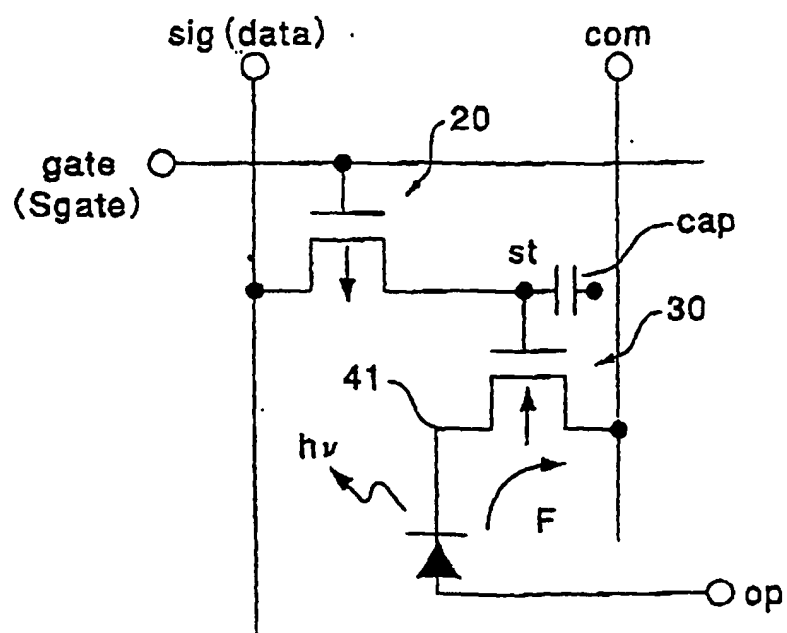 sig (data)
com
20
gate
(Sgate)
cap
st
30
41
hν
F
op